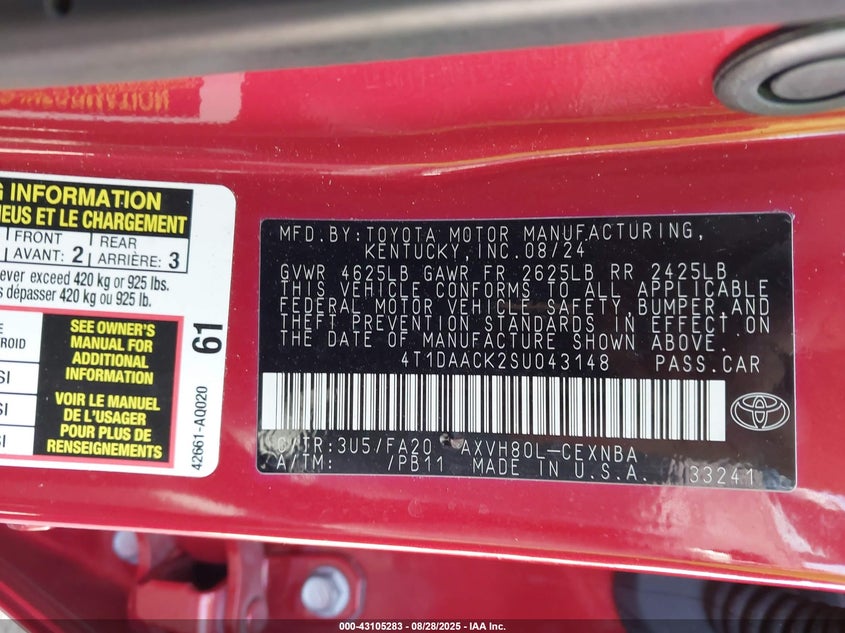 G INFORMATION
NEUS ET LE CHARGEMENT
FRONT REAR
AVANT: 2 ARRIÈRE: 3
ever exceed 420 kg or 925 lbs.
s dépasser 420 kg ou 925 lb.
SEE OWNER'S
MANUAL FOR
ADDITIONAL
INFORMATION
VOIR LE MANUEL
DE L'USAGER
POUR PLUS DE
RENSEIGNEMENTS
E
ROID
SI
SI
SI
61
42661-A0020
MFD.BY:TOYOTA MOTOR MANUFACTURING,
KENTUCKY,INC.08/24
GVWR 4625LB GAWR FR 2625LB RR 2425LB
THIS VEHICLE CONFORMS TO ALL APPLICABLE
FEDERAL MOTOR VEHICLE SAFETY,BUMPER,AND
THEFT PREVENTION STANDARDS IN EFFECT ON
THE DATE OF MANUFACTURE SHOWN ABOVE.
4T1DAACK2SU043148 PASS.CAR
C/TR:3U5/FA20 AXVH80L-CEXNBA
A/TM: /PB11 MADE IN U.S.A. 33241
000-43105283 - 08/28/2025 - IAA Inc.